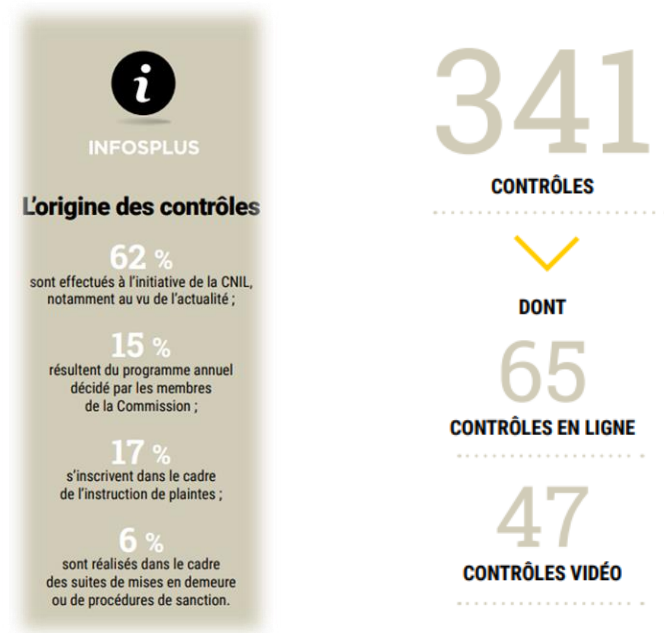 i
INFOSPLUS
L'origine des contrôles
62 %
sont effectués à l'initiative de la CNIL,
notamment au vu de l'actualité ;
15 %
résultent du programme annuel
décidé par les membres
de la Commission ;
17 %
s'inscrivent dans le cadre
de l'instruction de plaintes ;
6 %
sont réalisés dans le cadre
des suites de mises en demeure
ou de procédures de sanction.
341
CONTRÔLES
DONT
65
CONTRÔLES EN LIGNE
47
CONTRÔLES VIDÉO